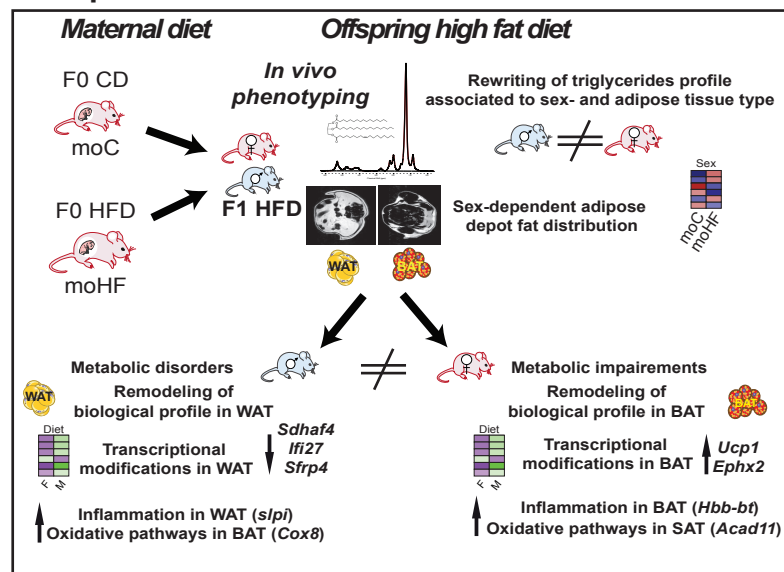 Maternal diet
Offspring high fat diet
F0 CD
moC
F0 HFD
moHF
In vivo
phenotyping
F1 HFD
WAT
BAT
Rewriting of triglycerides profile
associated to sex- and adipose tissue type
Sex-dependent adipose
depot fat distribution
Sex
moC
moHF
Metabolic disorders
WAT
Remodeling of
biological profile in WAT
Diet
F
M
Transcriptional
modifications in WAT
Sdhaf4
Ifi27
Sfrp4
Inflammation in WAT (slpi)
Oxidative pathways in BAT (Cox8)
Metabolic impairements
Remodeling of
biological profile in BAT
BAT
Diet
F
M
Transcriptional
modifications in BAT
Ucp1
Ephx2
Inflammation in BAT (Hbb-bt)
Oxidative pathways in SAT (Acad11)